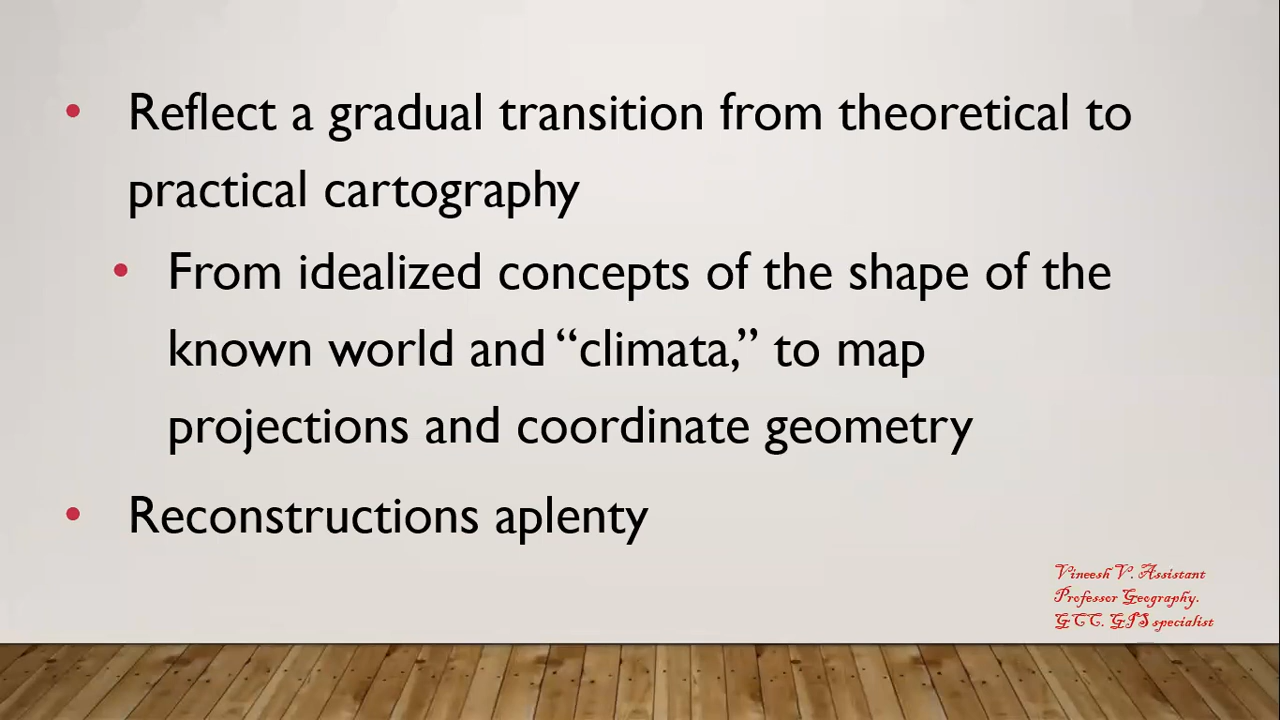 • Reflect a gradual transition from theoretical to
practical cartography
• From idealized concepts of the shape of the
known world and “climata,” to map
projections and coordinate geometry
• Reconstructions aplenty
Vineesh V. Assistant
Professor Geography.
GCC. GIS specialist